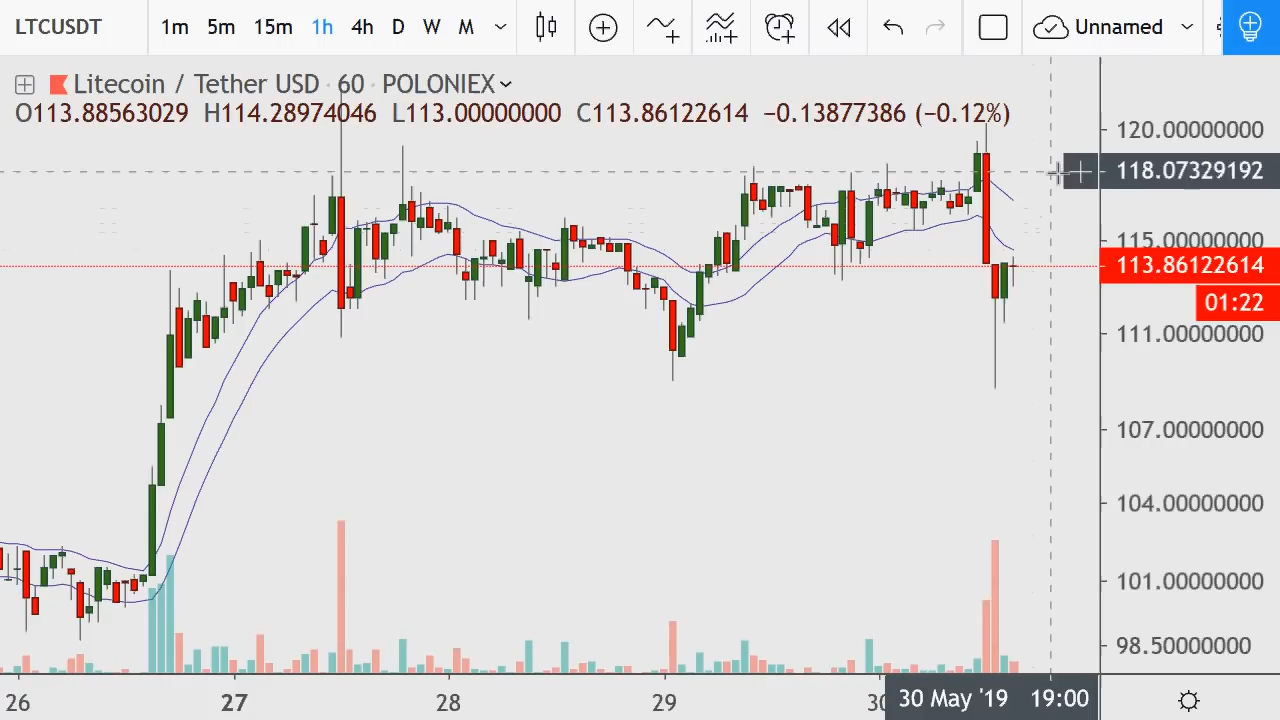 LTCUSDT 1m 5m 15m 1h 4h D W M Unnamed
Litecoin / Tether USD · 60 · POLONIEX
O113.88563029 H114.28974046 L113.00000000 C113.86122614 −0.13877386 (−0.12%)
120.00000000
118.07329192
115.00000000
113.86122614
01:22
111.00000000
107.00000000
104.00000000
101.00000000
98.50000000
26 27 28 29 30 30 May '19 19:00